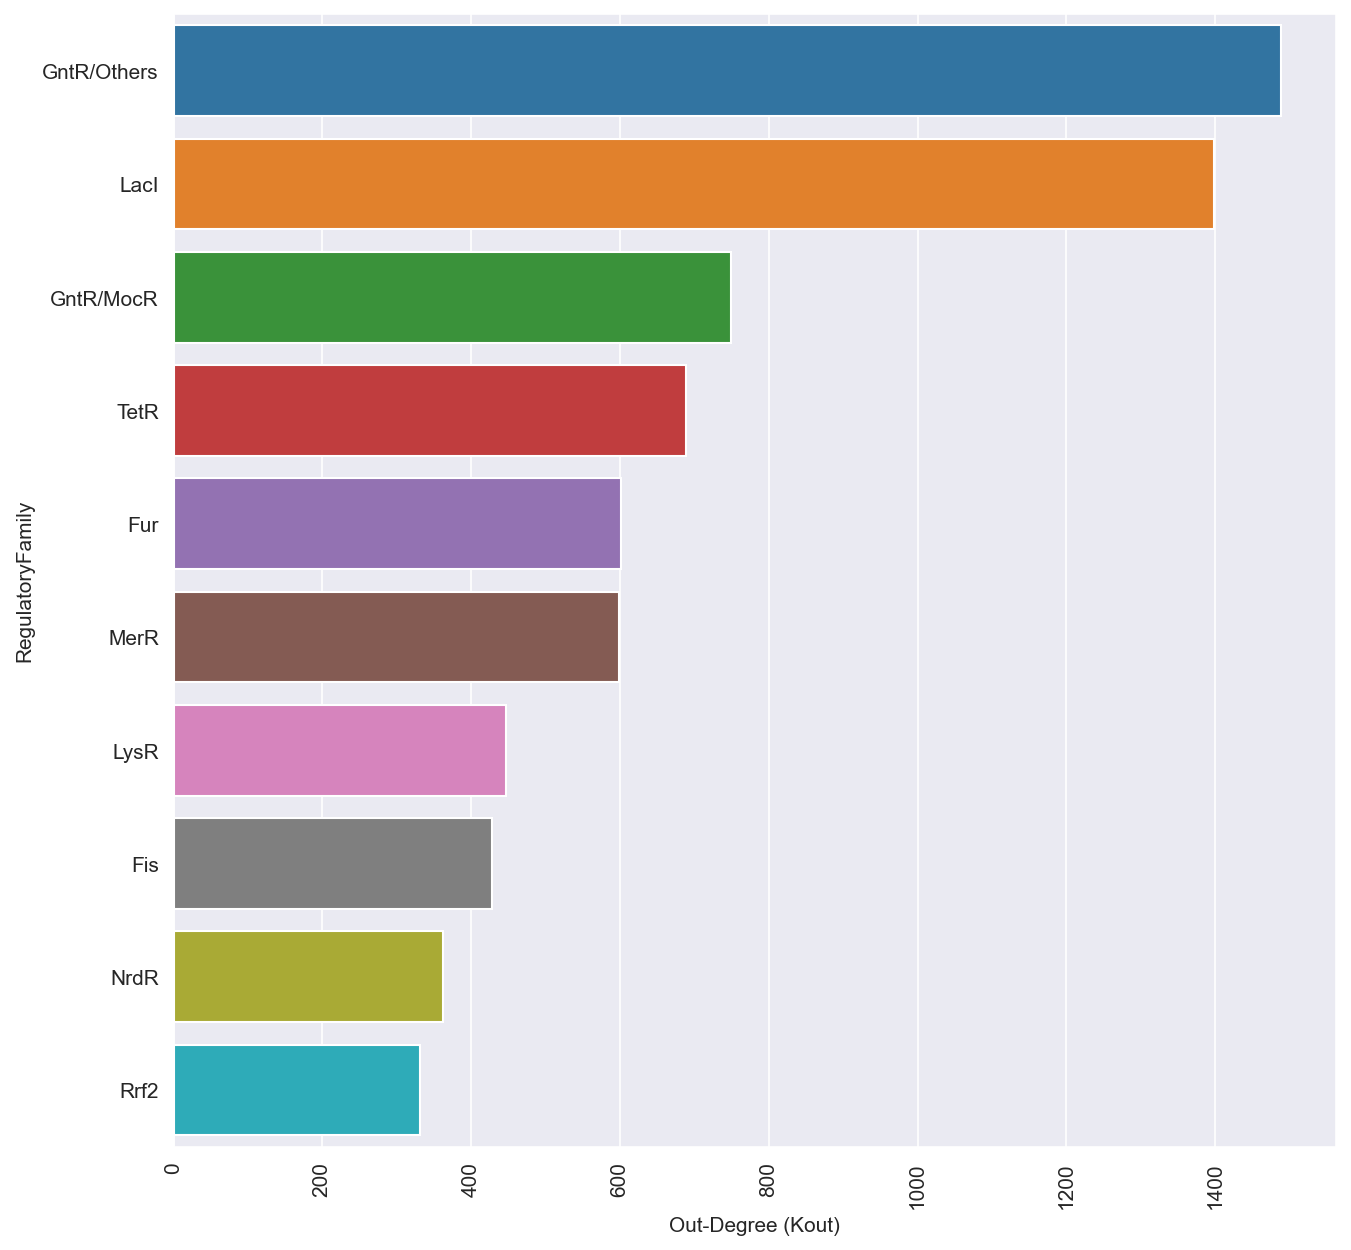 GntR/Others
LacI
GntR/MocR
TetR
Fur
MerR
LysR
Fis
NrdR
Rrf2
RegulatoryFamily
0 200 400 600 800 1000 1200 1400
Out-Degree (Kout)